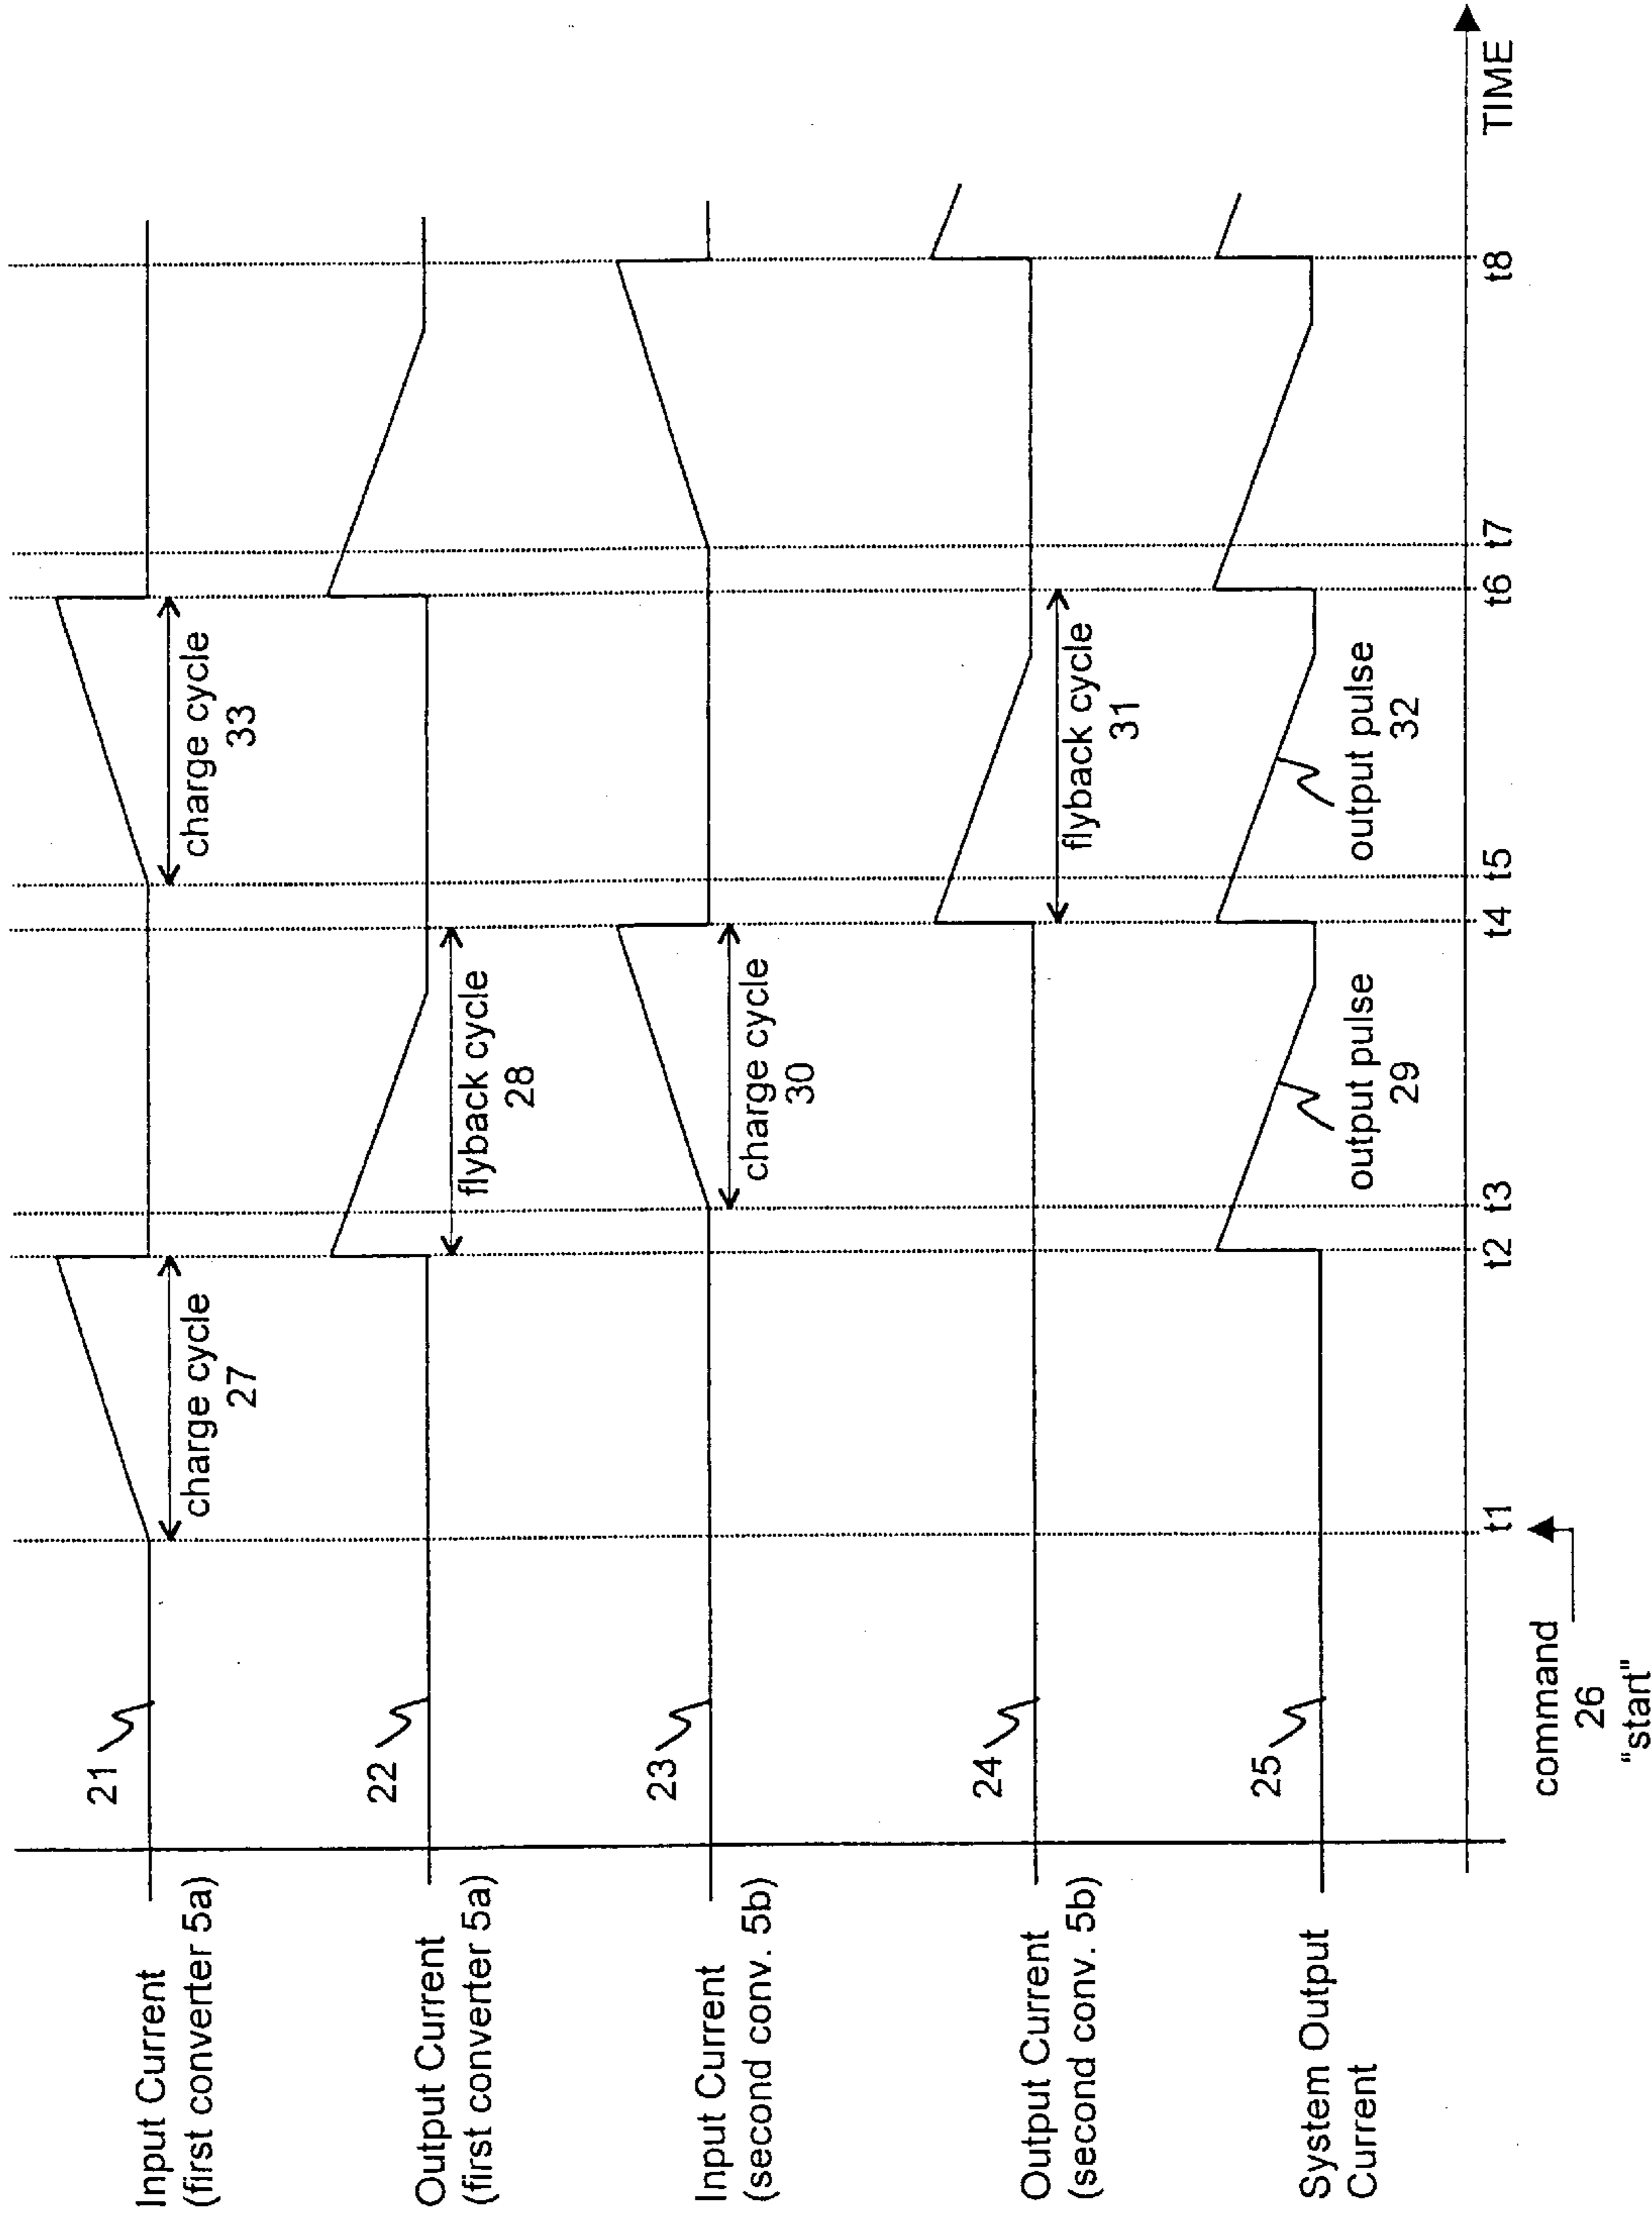 Input Current
(first converter 5a)
21
charge cycle
27
charge cycle
33
Output Current
(first converter 5a)
22
flyback cycle
28
Input Current
(second conv. 5b)
23
charge cycle
30
Output Current
(second conv. 5b)
24
flyback cycle
31
System Output
Current
25
output pulse
29
output pulse
32
t1
t2
t3
t4
t5
t6
t7
t8
TIME
command
26
"start"